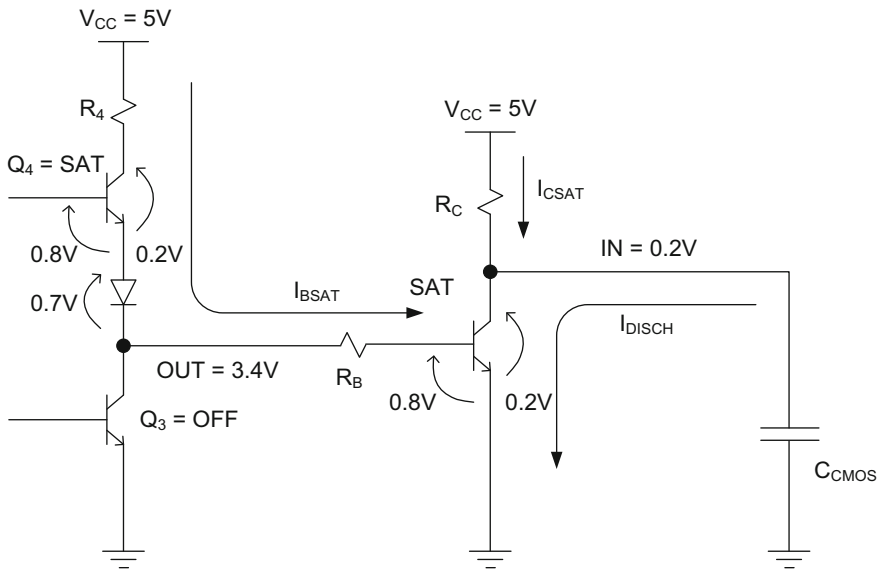 V_CC = 5V
R_4
V_CC = 5V
Q_4 = SAT
I_CSAT
R_C
0.8V
0.2V
IN = 0.2V
0.7V
I_BSAT
SAT
I_DISCH
OUT = 3.4V
R_B
0.8V
0.2V
Q_3 = OFF
C_CMOS